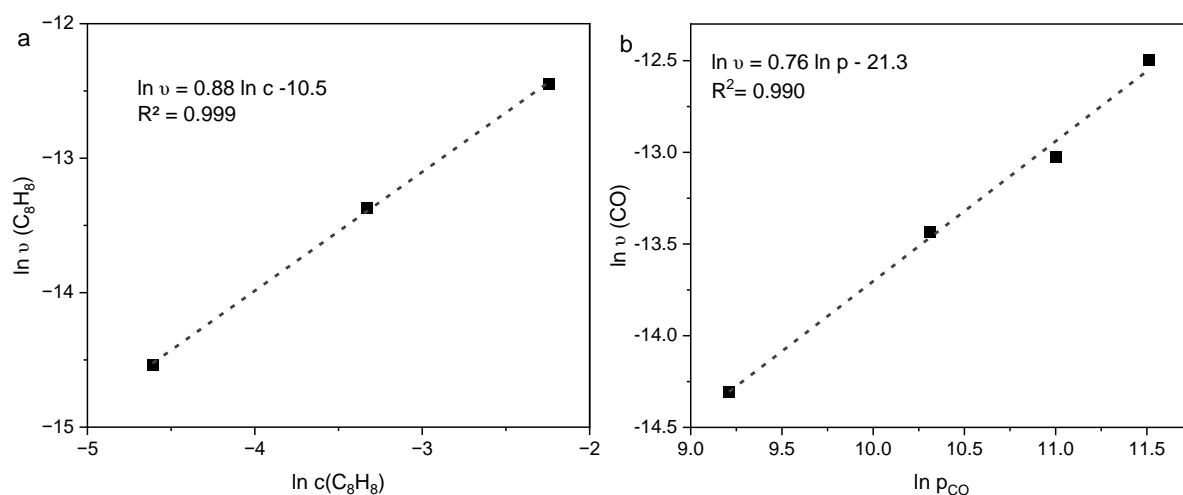 a
ln υ = 0.88 ln c -10.5
R² = 0.999
−12
−13
−14
−15
ln υ (C₈H₈)
−5
−4
−3
−2
ln c(C₈H₈)
b
ln υ = 0.76 ln p - 21.3
R²= 0.990
-12.5
-13.0
-13.5
-14.0
-14.5
ln υ (CO)
9.0
9.5
10.0
10.5
11.0
11.5
ln p_CO